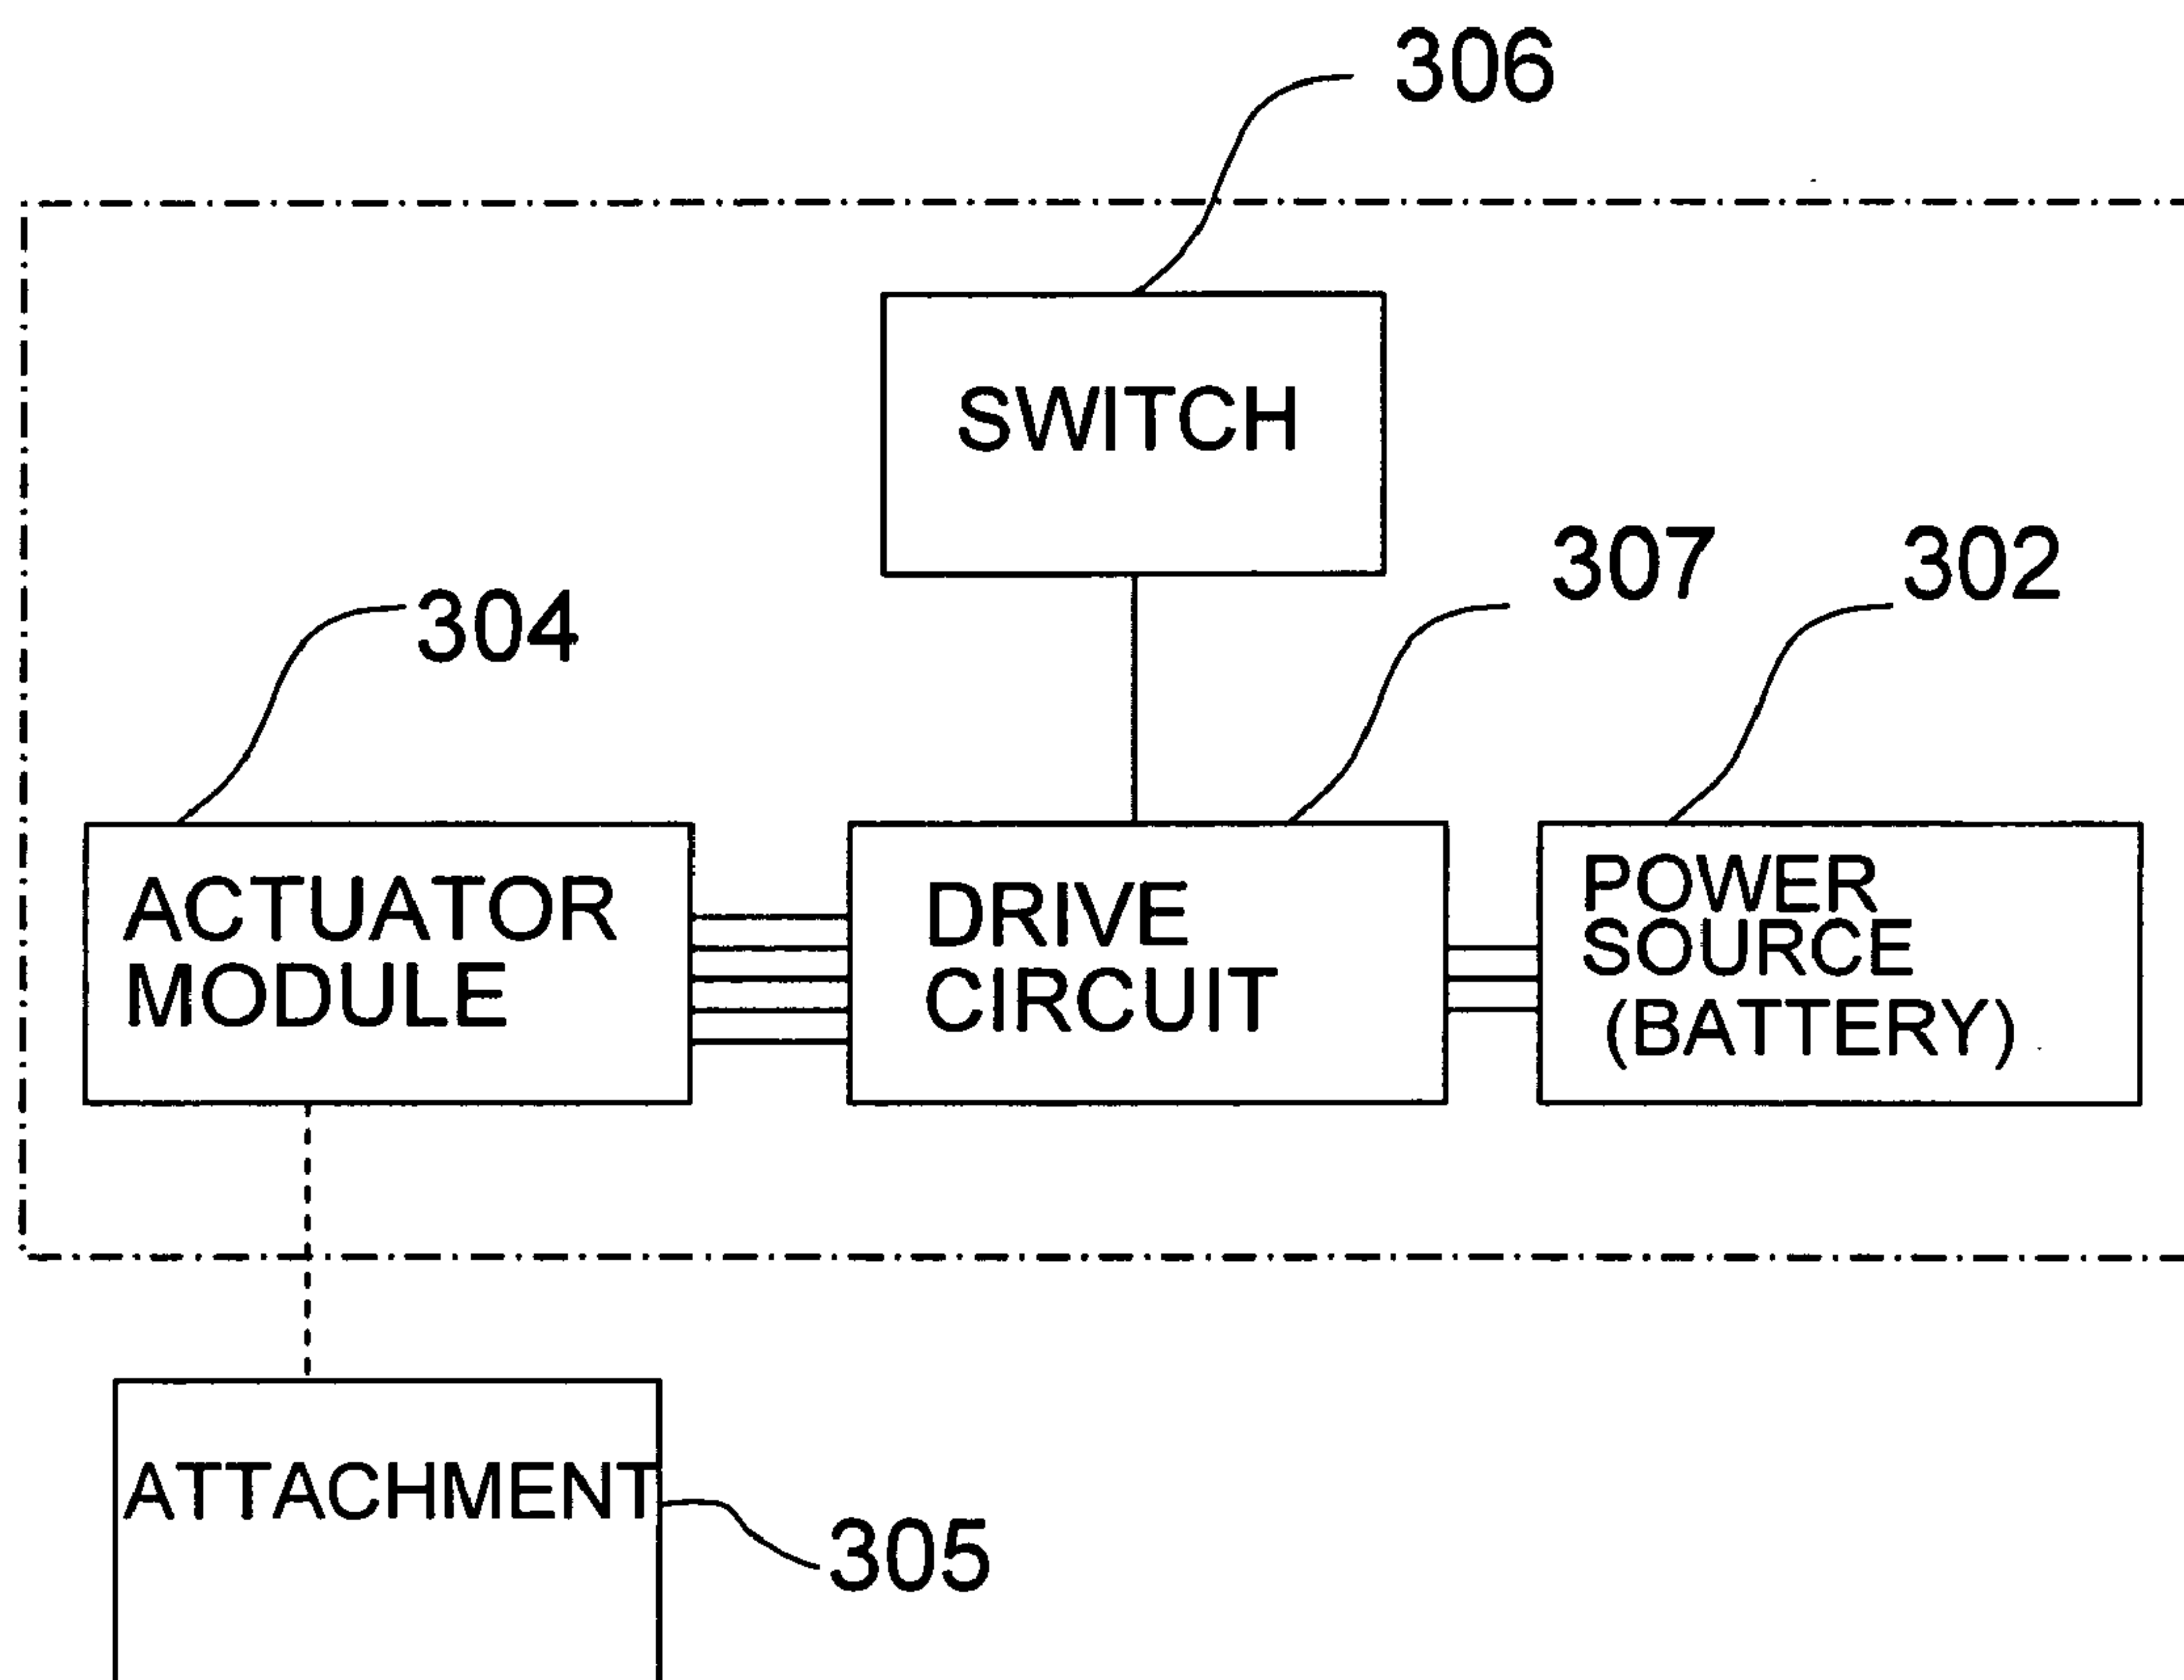 306
SWITCH
307
302
304
ACTUATOR
MODULE
DRIVE
CIRCUIT
POWER
SOURCE
(BATTERY)
ATTACHMENT
305